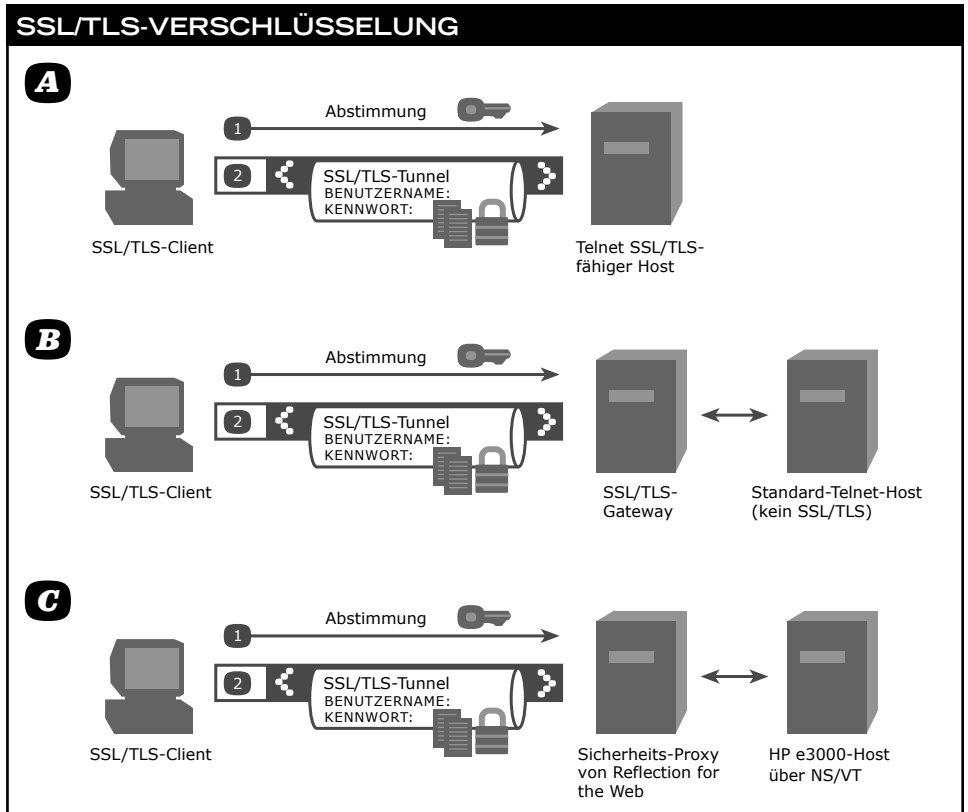 SSL/TLS-VERSCHLÜSSELUNG
A
Abstimmung
1
2
SSL/TLS-Tunnel
BENUTZERNAME:
KENNWORT:
SSL/TLS-Client
Telnet SSL/TLS-
fähiger Host
B
Abstimmung
1
2
SSL/TLS-Tunnel
BENUTZERNAME:
KENNWORT:
SSL/TLS-Client
SSL/TLS-
Gateway
Standard-Telnet-Host
(kein SSL/TLS)
C
Abstimmung
1
2
SSL/TLS-Tunnel
BENUTZERNAME:
KENNWORT:
SSL/TLS-Client
Sicherheits-Proxy
von Reflection for
the Web
HP e3000-Host
über NS/VT